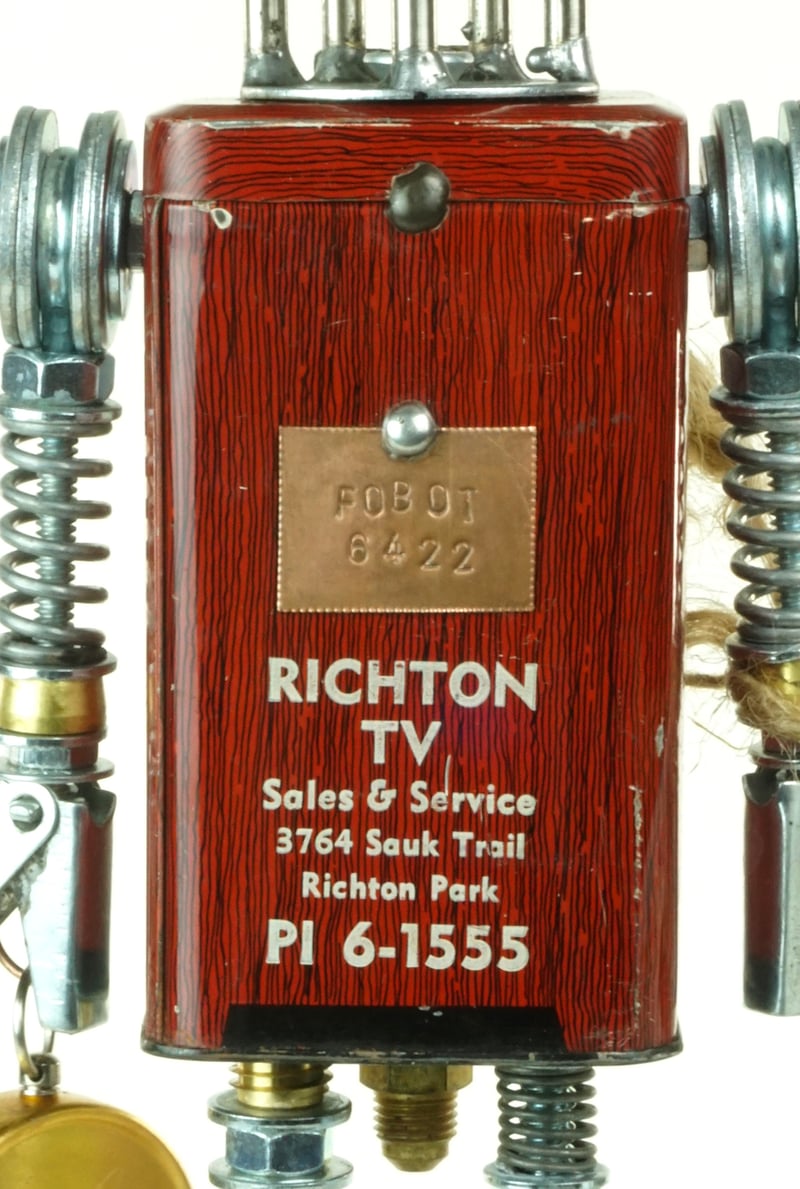 FOBOT
6422
RICHTON
TV
Sales & Service
3764 Sauk Trail
Richton Park
PI 6-1555